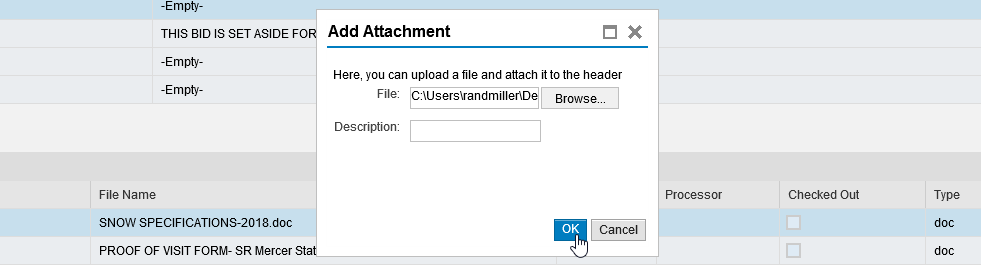 -Empty-
THIS BID IS SET ASIDE FOR
-Empty-
-Empty-
Add Attachment
Here, you can upload a file and attach it to the header
File: C:\Users\randmiller\De Browse...
Description:
OK Cancel
File Name Processor Checked Out Type
SNOW SPECIFICATIONS-2018.doc doc
PROOF OF VISIT FORM- SR Mercer Stat doc